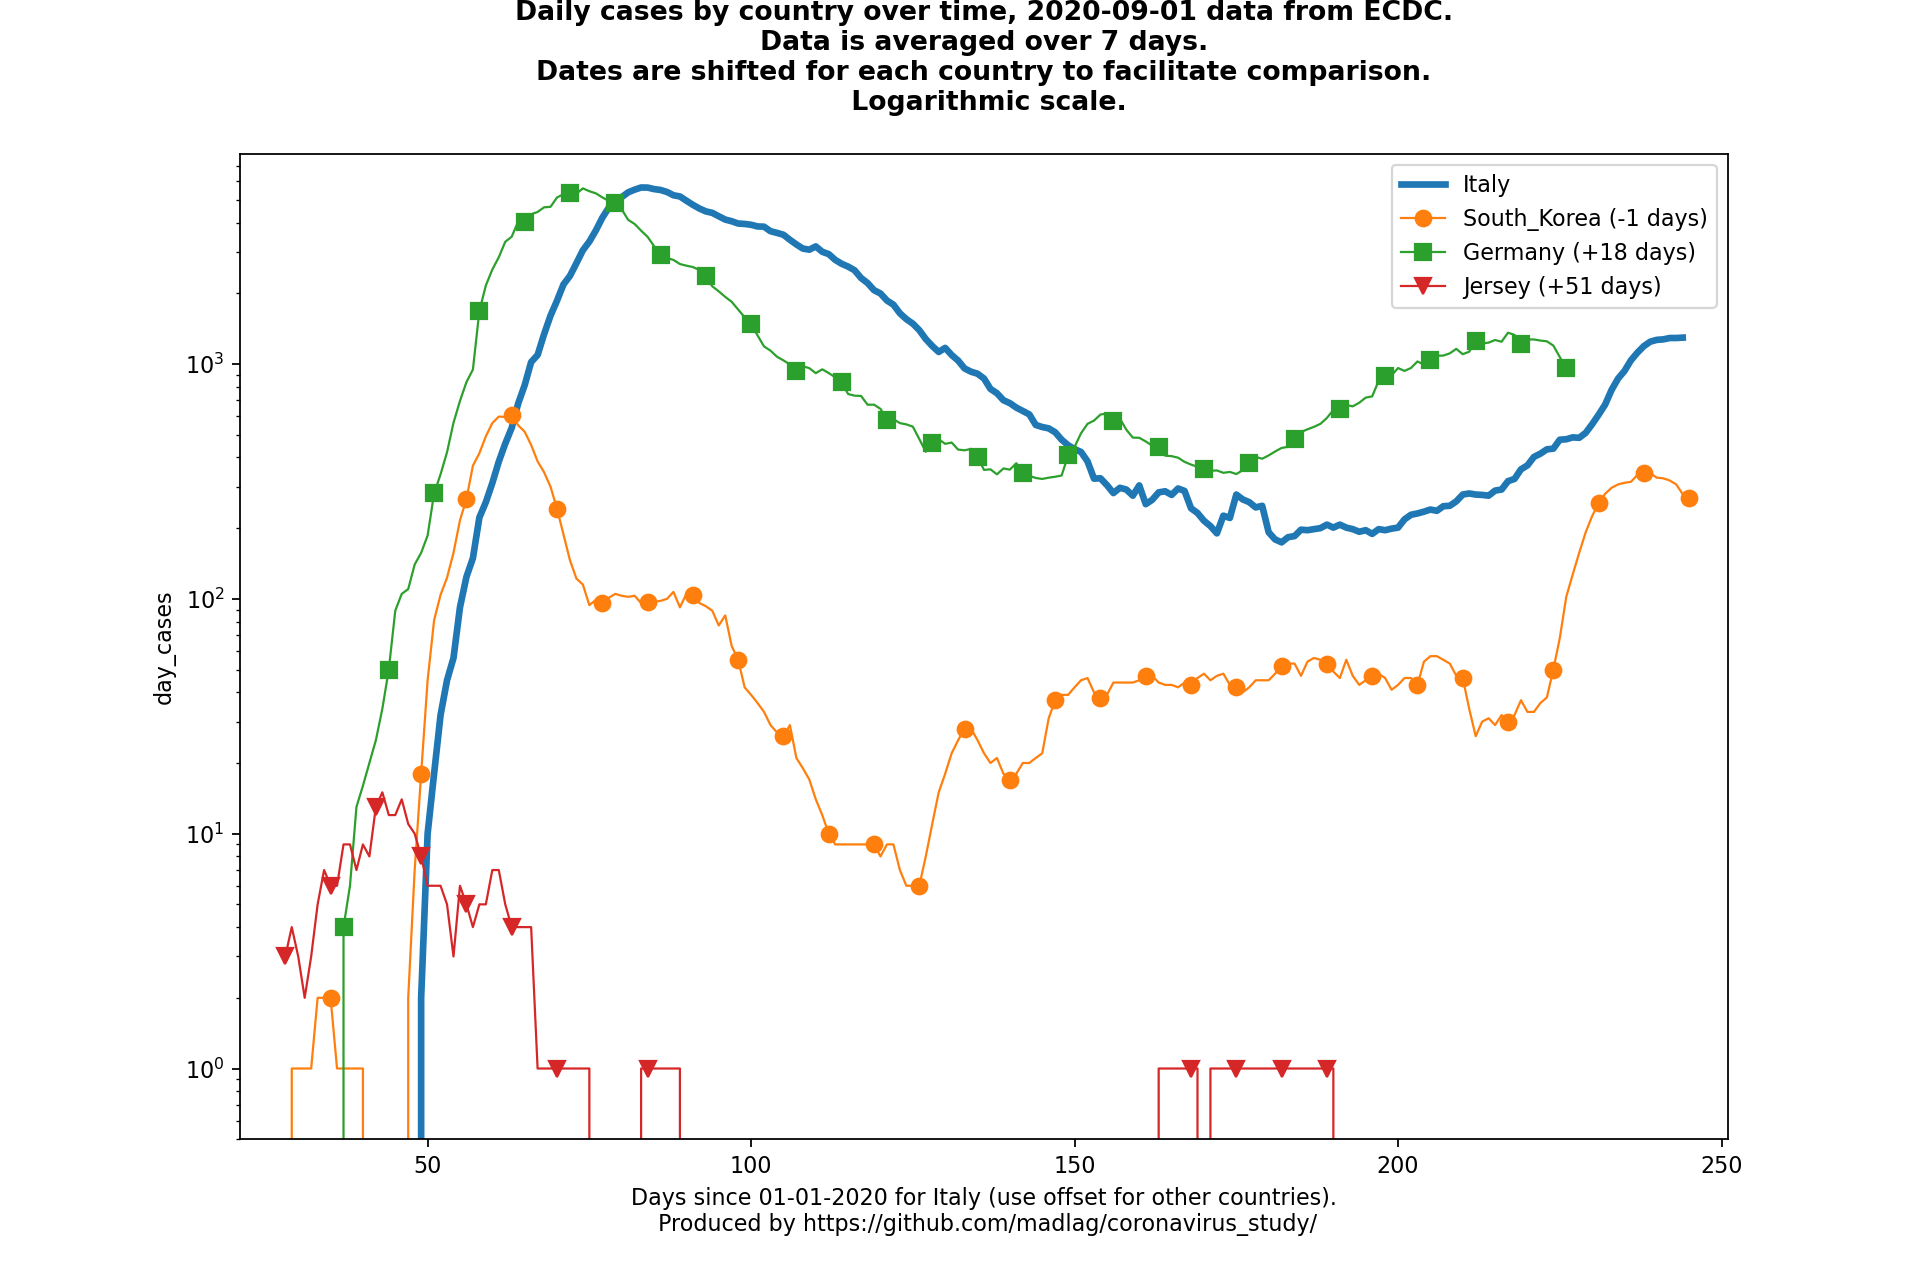 Daily cases by country over time, 2020-09-01 data from ECDC.
Data is averaged over 7 days.
Dates are shifted for each country to facilitate comparison.
Logarithmic scale.
Italy
South_Korea (-1 days)
Germany (+18 days)
Jersey (+51 days)
10³
10²
10¹
10⁰
day_cases
50
100
150
200
250
Days since 01-01-2020 for Italy (use offset for other countries).
Produced by https://github.com/madlag/coronavirus_study/